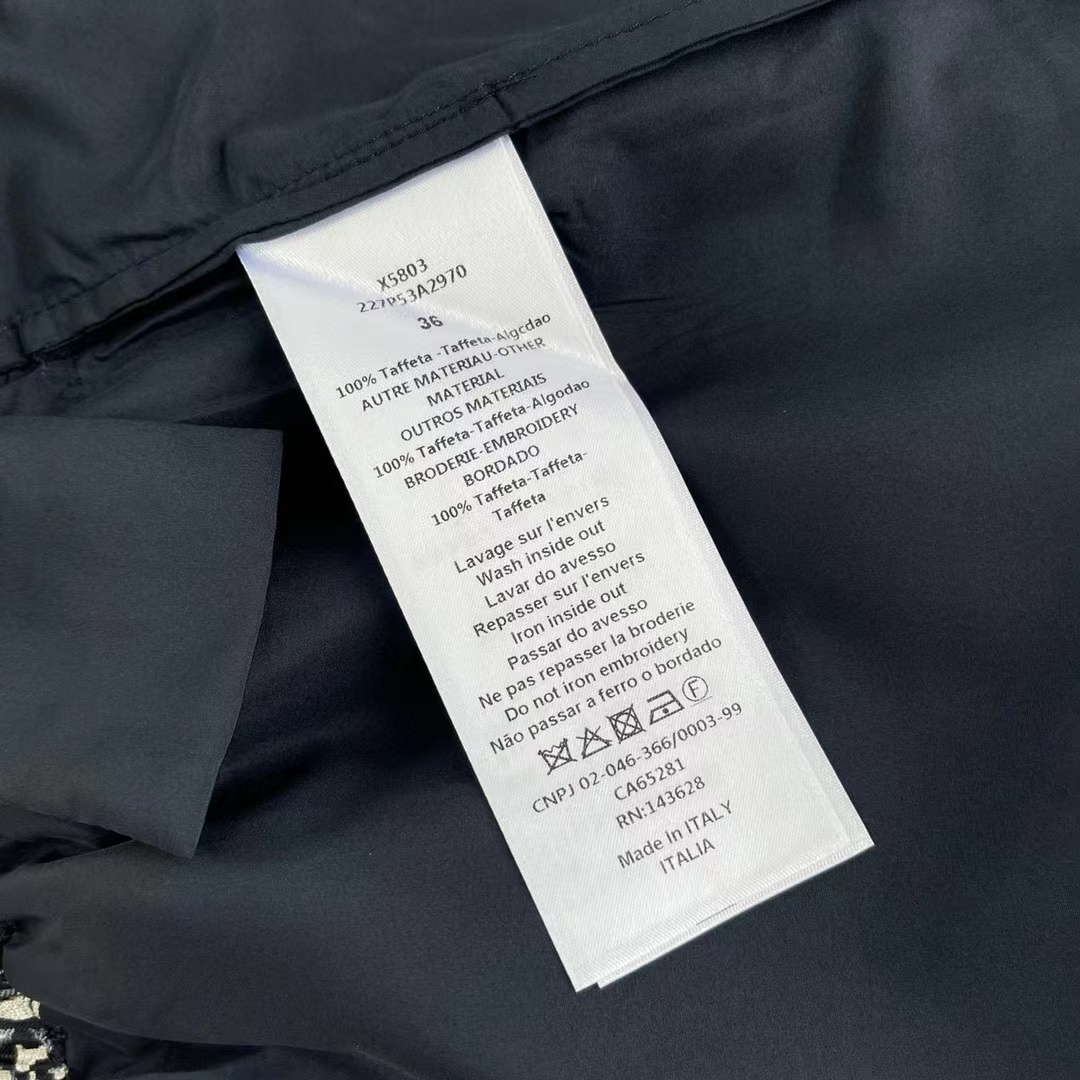 X5803
227P53A2970
36
100% Taffeta -Taffeta-Algcdao
AUTRE MATERIAU-OTHER
MATERIAL
OUTROS MATERIAIS
100% Taffeta-Taffeta-Algodao
BRODERIE-EMBROIDERY
BORDADO
100% Taffeta-Taffeta-
Taffeta
Lavage sur l'envers
Wash inside out
Lavar do avesso
Repasser sur l'envers
Iron inside out
Passar do avesso
Ne pas repasser la broderie
Do not iron embroidery
Não passar a ferro o bordado
F
CNPJ 02-046-366/0003-99
CA65281
RN:143628
Made in ITALY
ITALIA